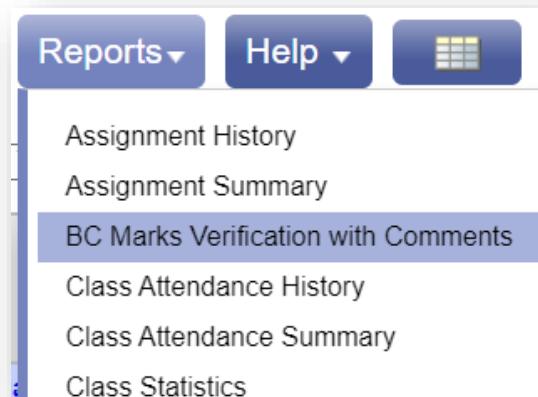 Reports Help
Assignment History
Assignment Summary
BC Marks Verification with Comments
Class Attendance History
Class Attendance Summary
Class Statistics